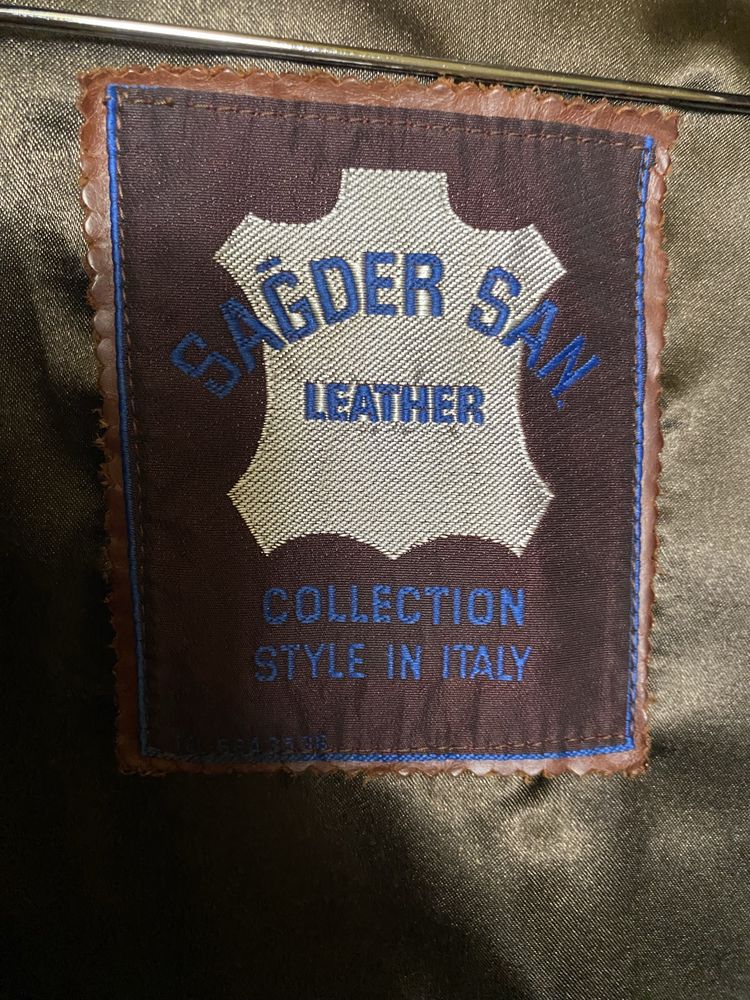 SAĞDER SAN.
LEATHER
COLLECTION
STYLE IN ITALY